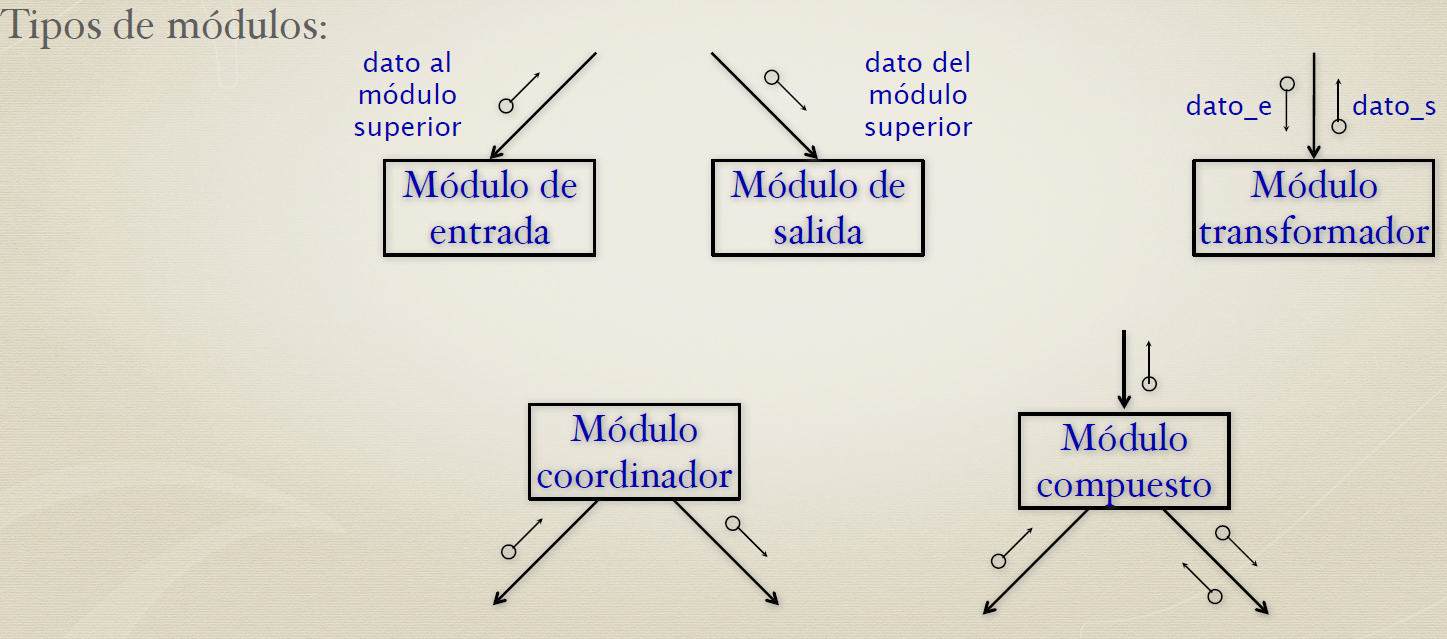 Tipos de módulos:
dato al
módulo
superior
dato del
módulo
superior
dato_e
dato_s
Módulo de
entrada
Módulo de
salida
Módulo
transformador
Módulo
coordinador
Módulo
compuesto